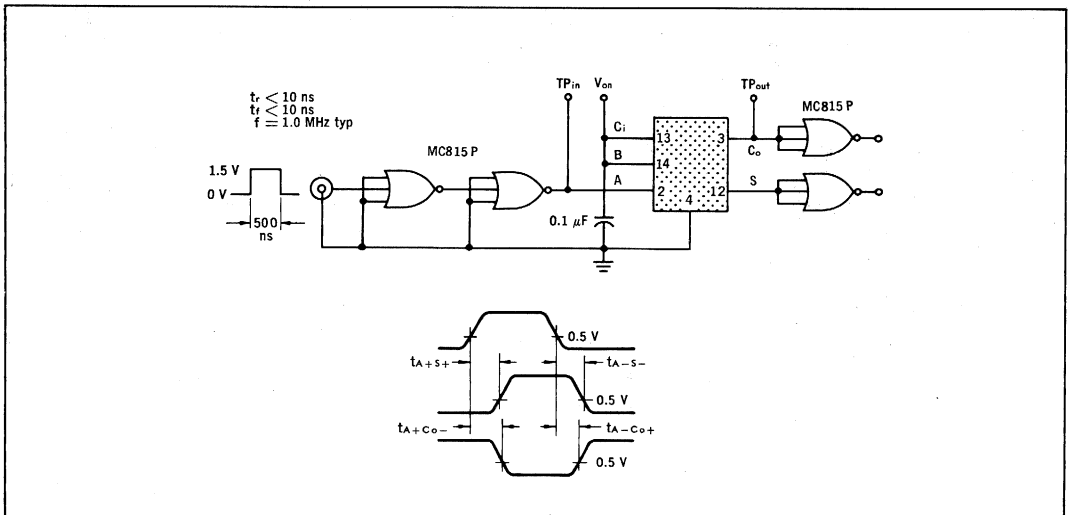 TPin
Von
TPout
MC815 P
tr < 10 ns
tf < 10 ns
f = 1.0 MHz typ
MC815 P
Ci
13
3
Co
B
14
1.5 V
A
S
0 V
2
12
4
0.1 µF
500
ns
0.5 V
tA+S+
tA-S-
0.5 V
tA+Co-
tA-Co+
0.5 V